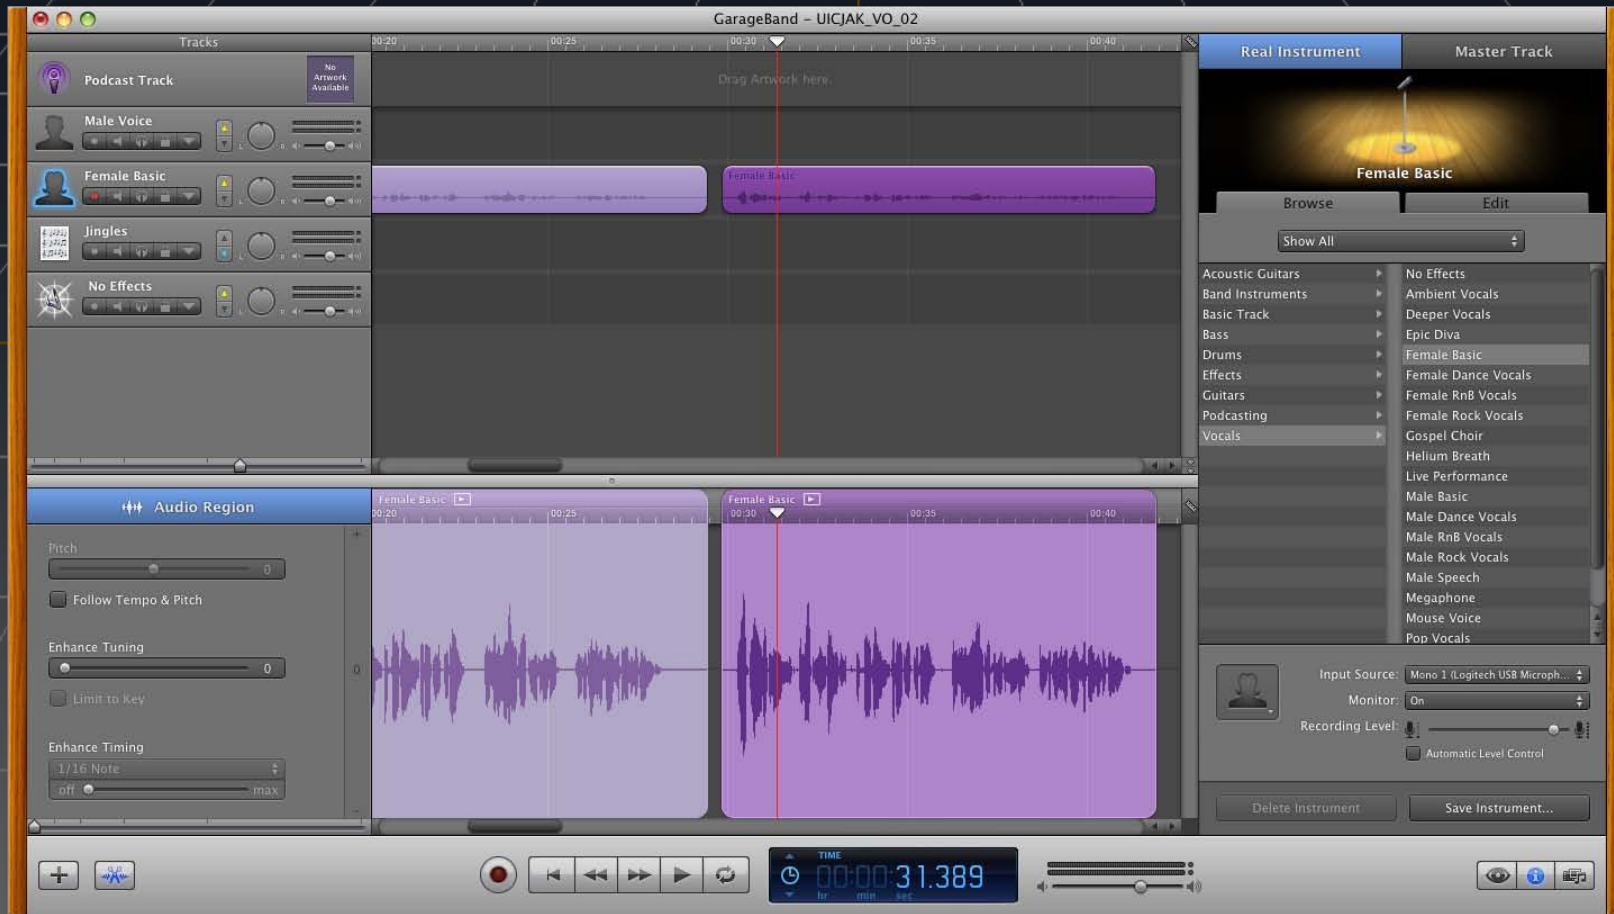 GarageBand – UICJAK_VO_02
Tracks
00:20 00:25 00:30 00:35 00:40
Podcast Track
No
Artwork
Available
Drag Artwork here.
Male Voice
Female Basic
Female Basic
Jingles
No Effects
Audio Region
Pitch
0
Follow Tempo & Pitch
Enhance Tuning
0
Limit to Key
Enhance Timing
1/16 Note
off max
0
Female Basic
Female Basic
00:20 00:25 00:30 00:35 00:40
Real Instrument
Master Track
Female Basic
Browse
Edit
Show All
Acoustic Guitars
Band Instruments
Basic Track
Bass
Drums
Effects
Guitars
Podcasting
Vocals
No Effects
Ambient Vocals
Deeper Vocals
Epic Diva
Female Basic
Female Dance Vocals
Female RnB Vocals
Female Rock Vocals
Gospel Choir
Helium Breath
Live Performance
Male Basic
Male Dance Vocals
Male RnB Vocals
Male Rock Vocals
Male Speech
Megaphone
Mouse Voice
Pop Vocals
Input Source: Mono 1 (Logitech USB Microph...
Monitor: On
Recording Level:
Automatic Level Control
Delete Instrument
Save Instrument...
TIME
00:00:31.389
hr min sec